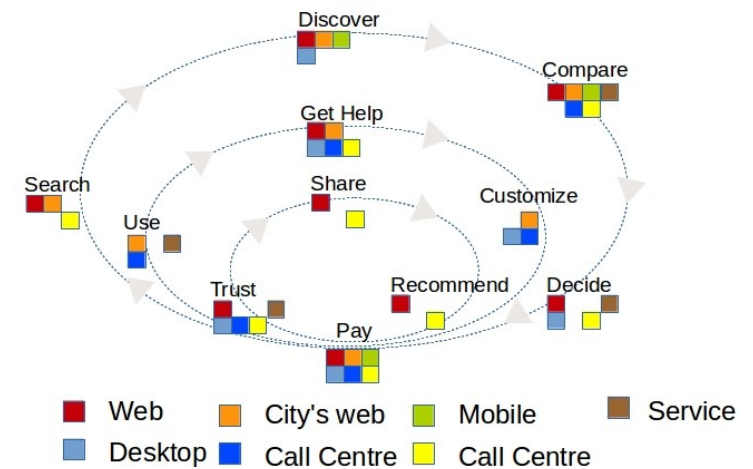 Discover
Compare
Get Help
Search
Share
Customize
Use
Trust
Recommend
Decide
Pay
Web
City's web
Mobile
Service
Desktop
Call Centre
Call Centre